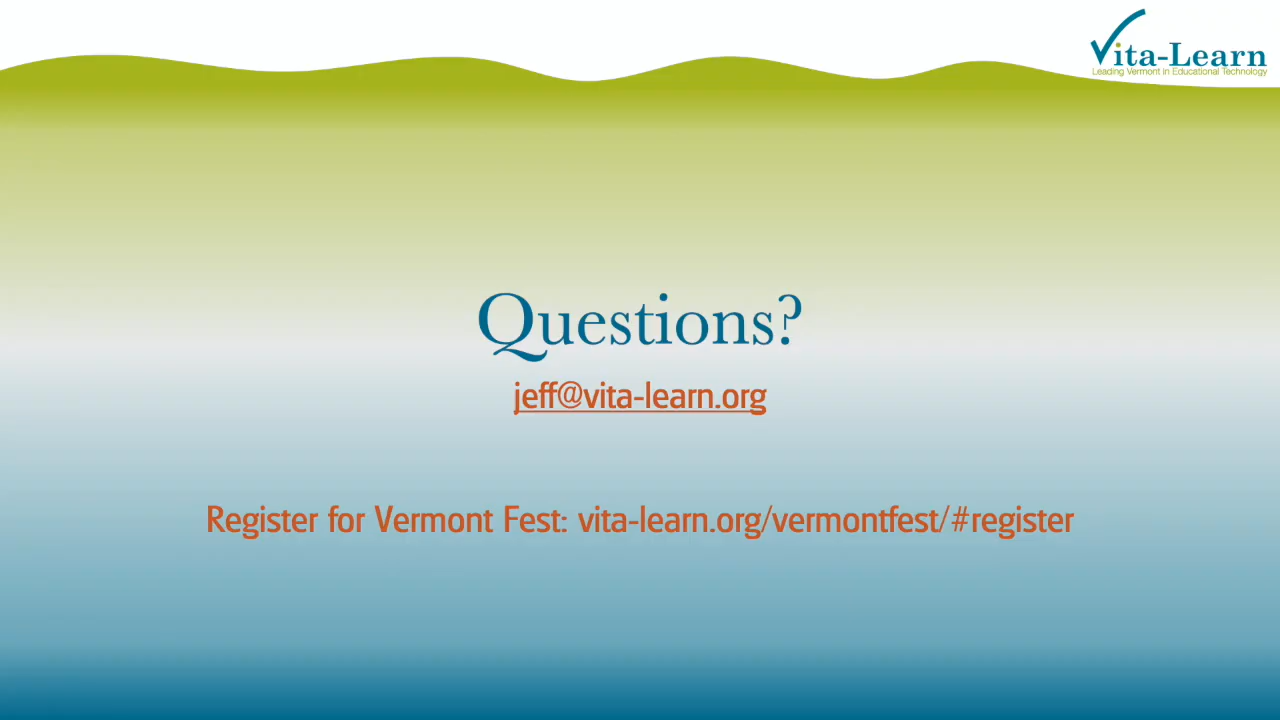 Vita-Learn
Leading Vermont in Educational Technology
Questions?
jeff@vita-learn.org
Register for Vermont Fest: vita-learn.org/vermontfest/#register